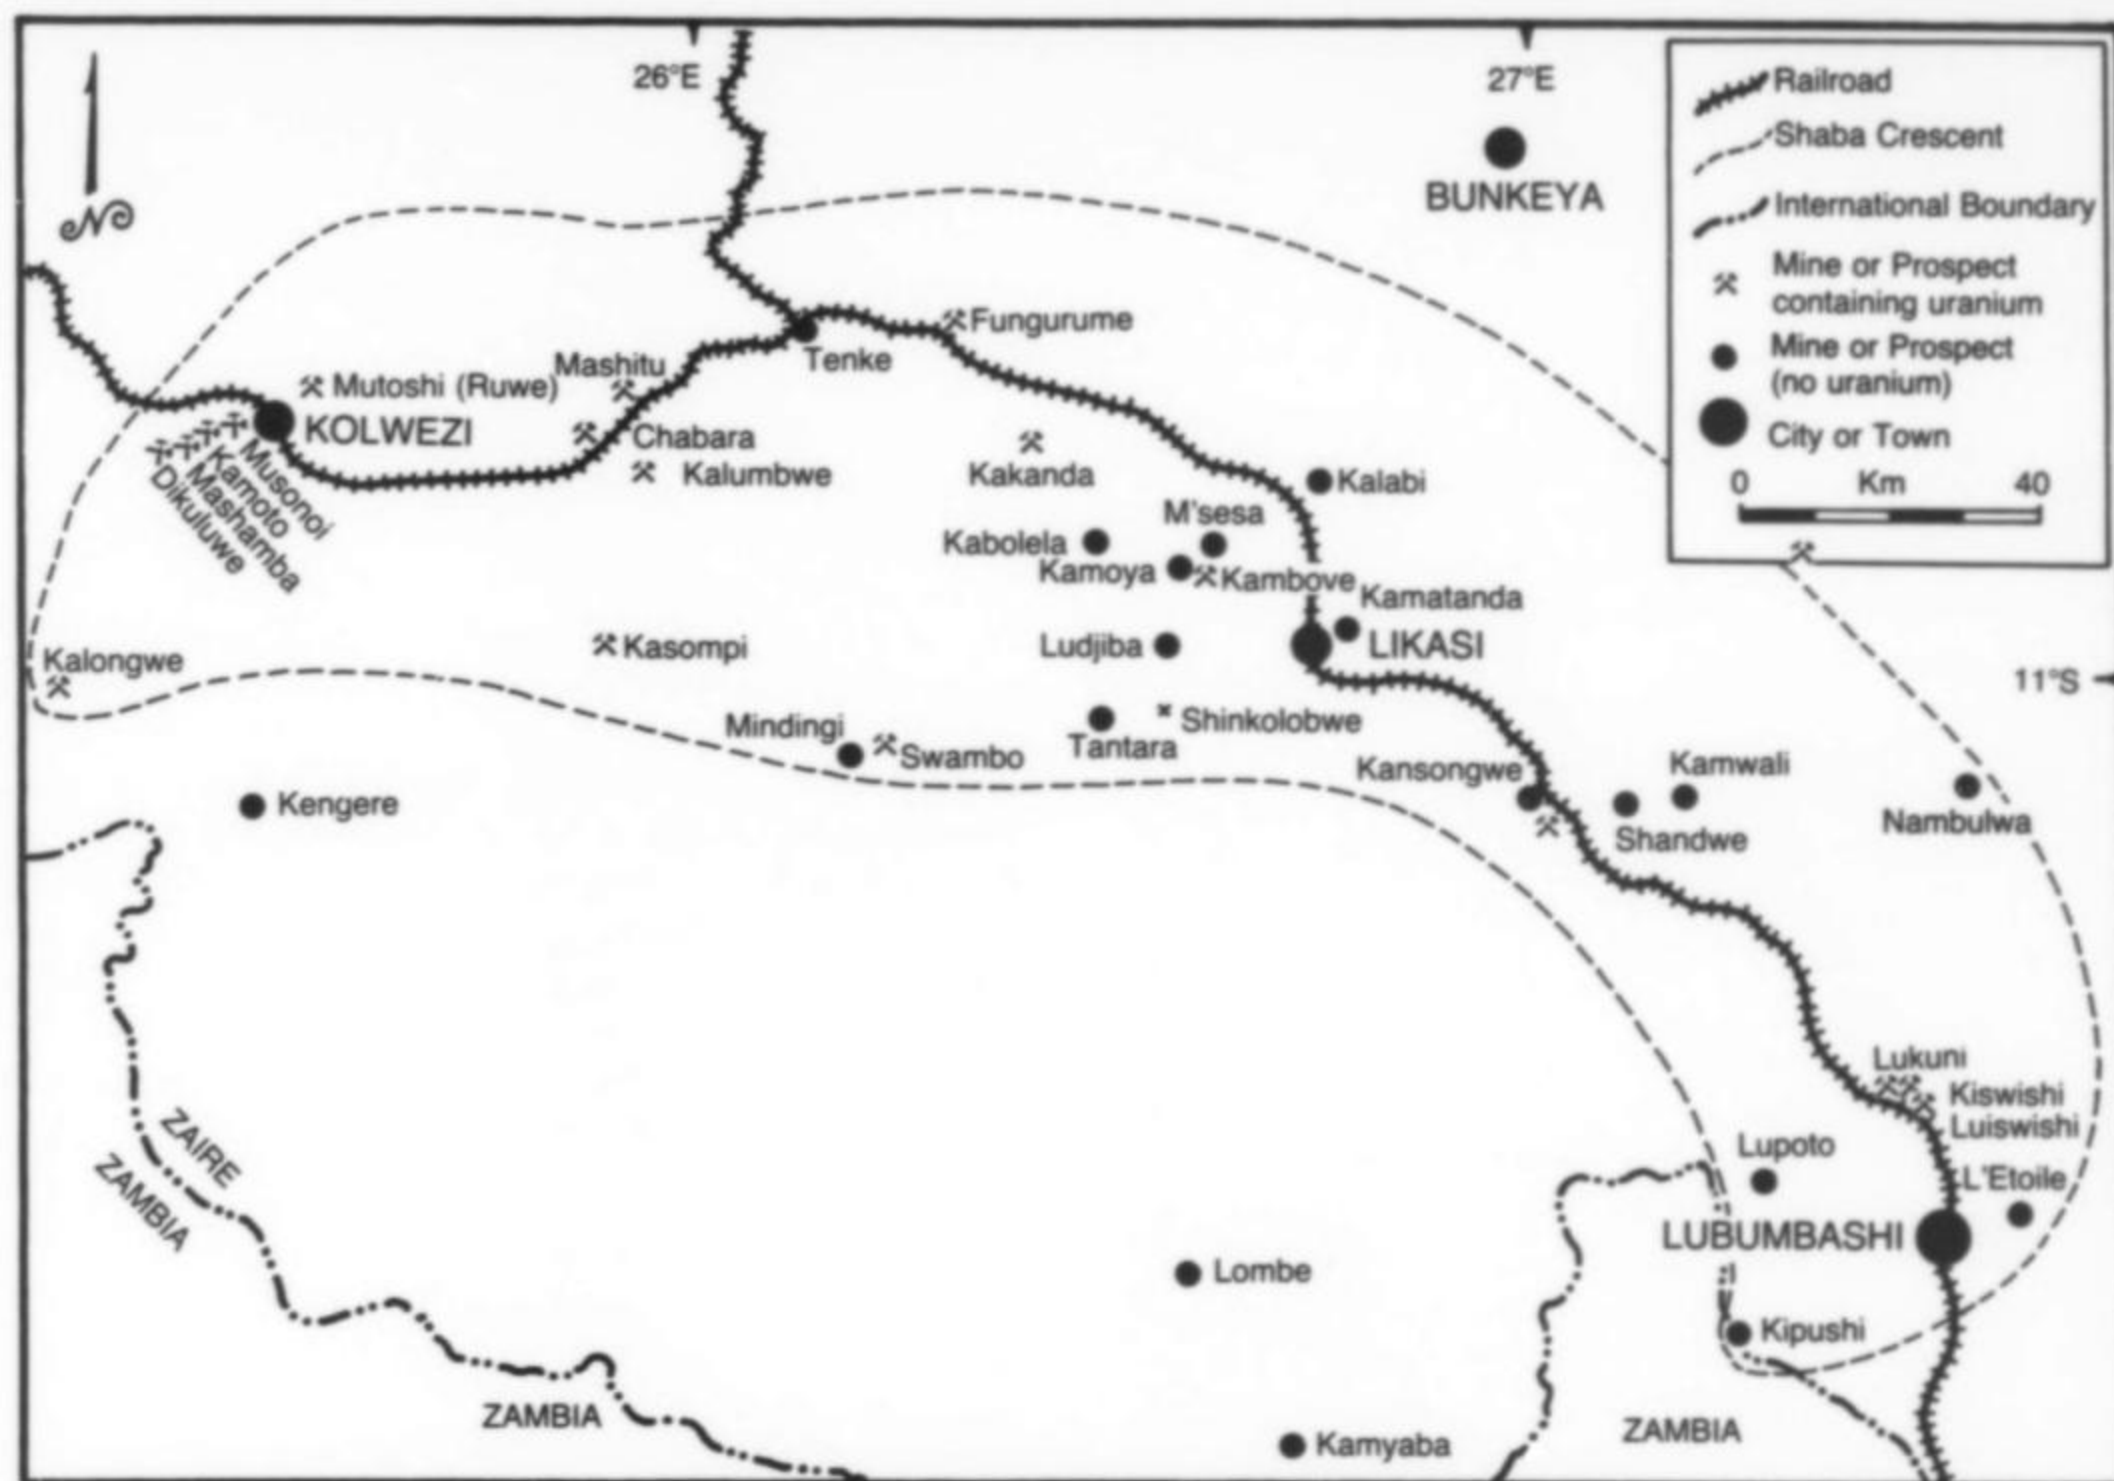 26°E
27°E
BUNKEYA
N
Railroad
Shaba Crescent
International Boundary
Mine or Prospect
containing uranium
Mine or Prospect
(no uranium)
City or Town
0 Km 40
Fungurume
Tenke
Mashitu
Mutoshi (Ruwe)
KOLWEZI
Chabara
Kalumbwe
Musonoi
Kamoto
Mashamba
Dikuluwe
Kakanda
Kalabi
M'sesa
Kabolela
Kamoya
Kambove
Kamatanda
Ludjiba
LIKASI
Kasompi
Kalongwe
11°S
Mindingi
Swambo
Tantara
Shinkolobwe
Kansongwe
Kamwali
Shandwe
Nambulwa
Kengere
ZAIRE
ZAMBIA
Lukuni
Kiswishi
Luiswishi
Lupoto
L'Etoile
LUBUMBASHI
Lombe
Kipushi
ZAMBIA
Kamyaba
ZAMBIA